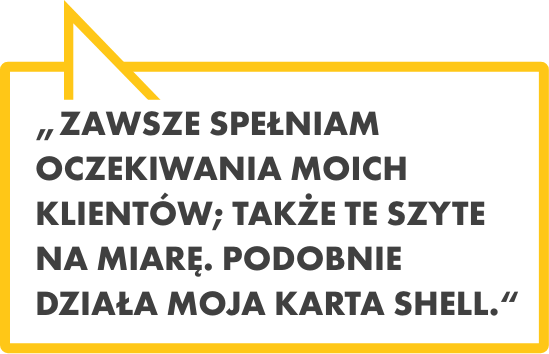 „ZAWSZE SPEŁNIAM
OCZEKIWANIA MOICH
KLIENTÓW; TAKŻE TE SZYTE
NA MIARĘ. PODOBNIE
DZIAŁA MOJA KARTA SHELL.“